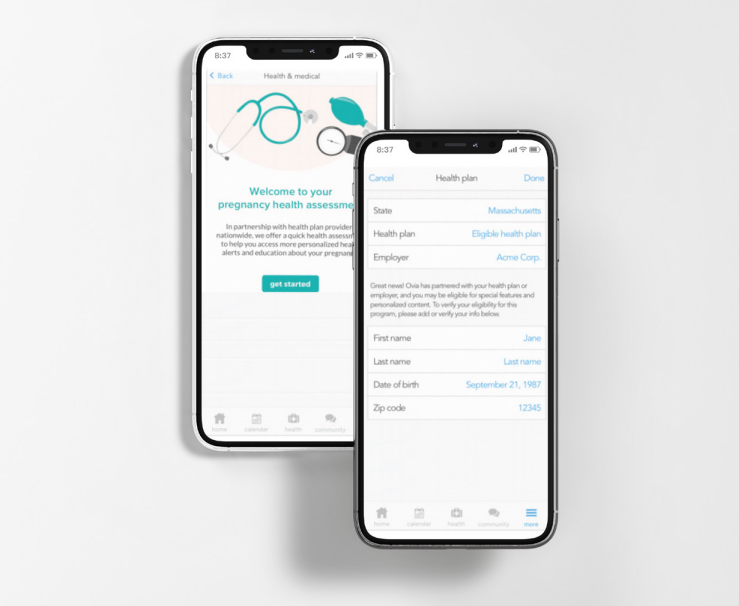 8:37
Back
Health & medical
Welcome to your
pregnancy health assessme
In partnership with health plan provider
nationwide, we offer a quick health assessm
to help you access more personalized hea
alerts and education about your pregnan
get started
home
calendar
health
community
8:37
Cancel
Health plan
Done
State
Massachusetts
Health plan
Eligible health plan
Employer
Acme Corp.
Great news! Ovia has partnered with your health plan or
employer, and you may be eligible for special features and
personalized content. To verify your eligibility for this
program, please add or verify your info below.
First name
Jane
Last name
Last name
Date of birth
September 21, 1987
Zip code
12345
home
calendar
health
community
more